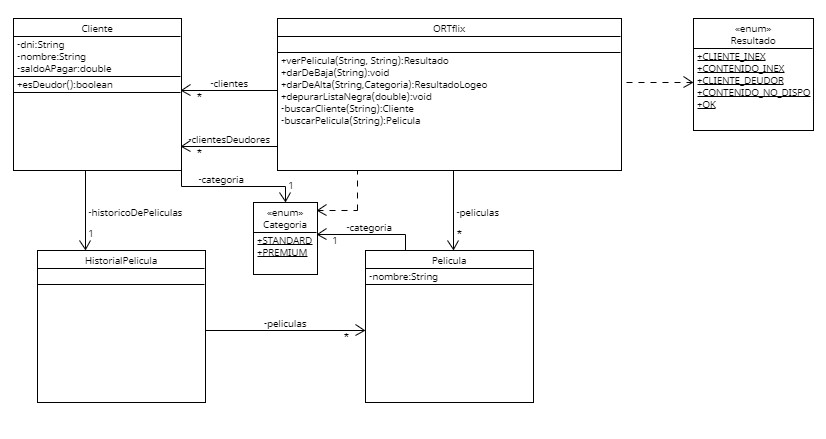 Cliente
-dni:String
-nombre:String
-saldoAPagar:double
+esDeudor():boolean
ORTflix
+verPelicula(String, String):Resultado
+darDeBaja(String):void
+darDeAlta(String,Categoria):ResultadoLogeo
+depurarListaNegra(double):void
-buscarCliente(String):Cliente
-buscarPelicula(String):Pelicula
«enum»
Resultado
+CLIENTE_INEX
+CONTENIDO_INEX
+CLIENTE_DEUDOR
+CONTENIDO_NO_DISPO
+OK
-clientes
*
-clientesDeudores
*
-categoria
1
-historicoDePeliculas
1
«enum»
Categoria
+STANDARD
+PREMIUM
-peliculas
*
-categoria
1
HistorialPelicula
Pelicula
-nombre:String
-peliculas
*